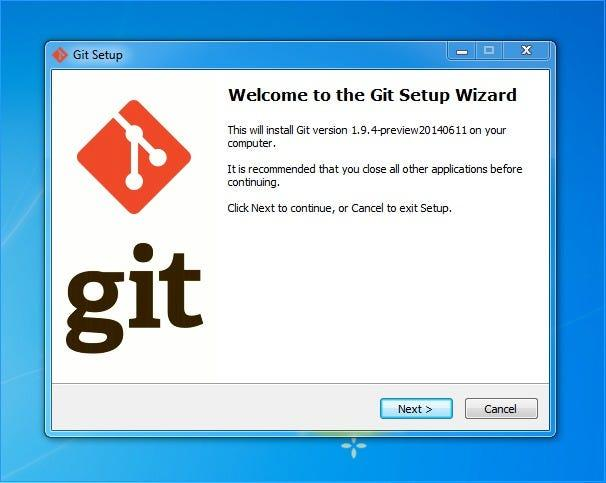 Git Setup
Welcome to the Git Setup Wizard
This will install Git version 1.9.4-preview20140611 on your
computer.
It is recommended that you close all other applications before
continuing.
Click Next to continue, or Cancel to exit Setup.
git
Next >
Cancel